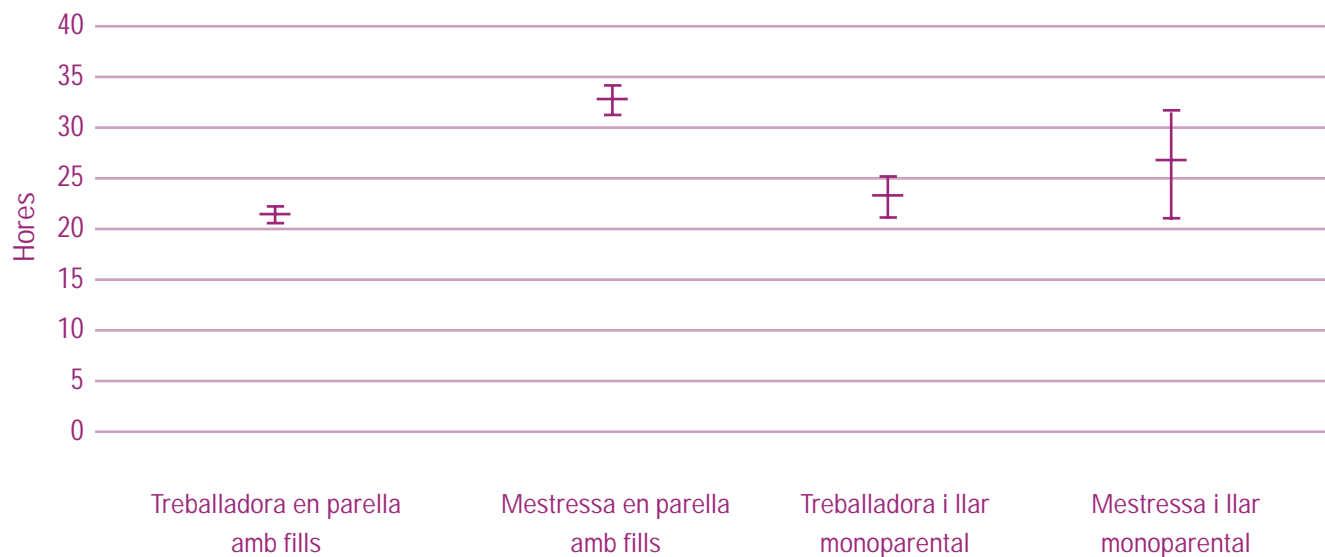 40
35
30
25
20
15
10
5
0
Hores
Treballadora en parella
amb fills
Mestressa en parella
amb fills
Treballadora i llar
monoparental
Mestressa i llar
monoparental